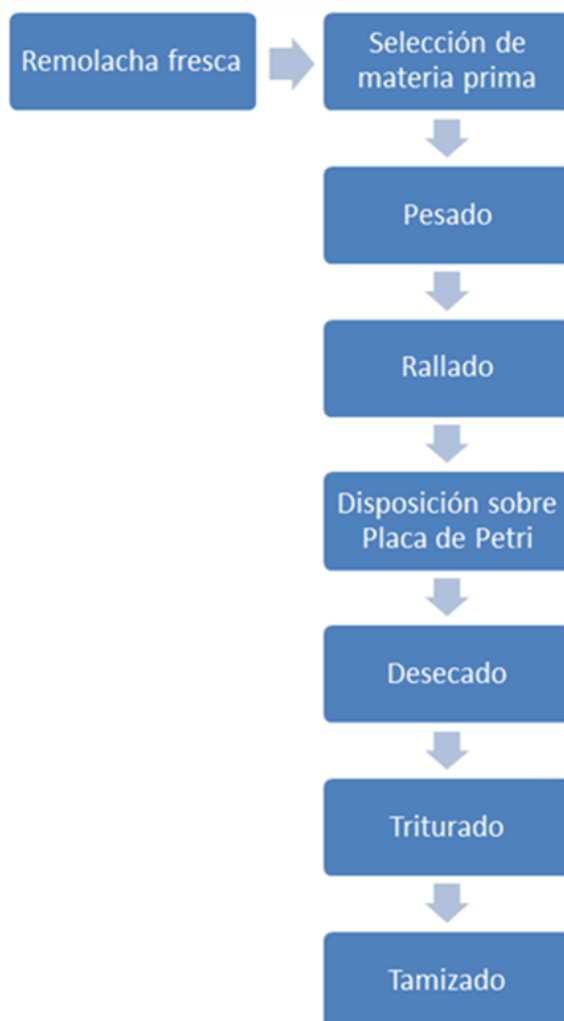 Remolacha fresca
Selección de
materia prima
Pesado
Rallado
Disposición sobre
Placa de Petri
Desecado
Triturado
Tamizado